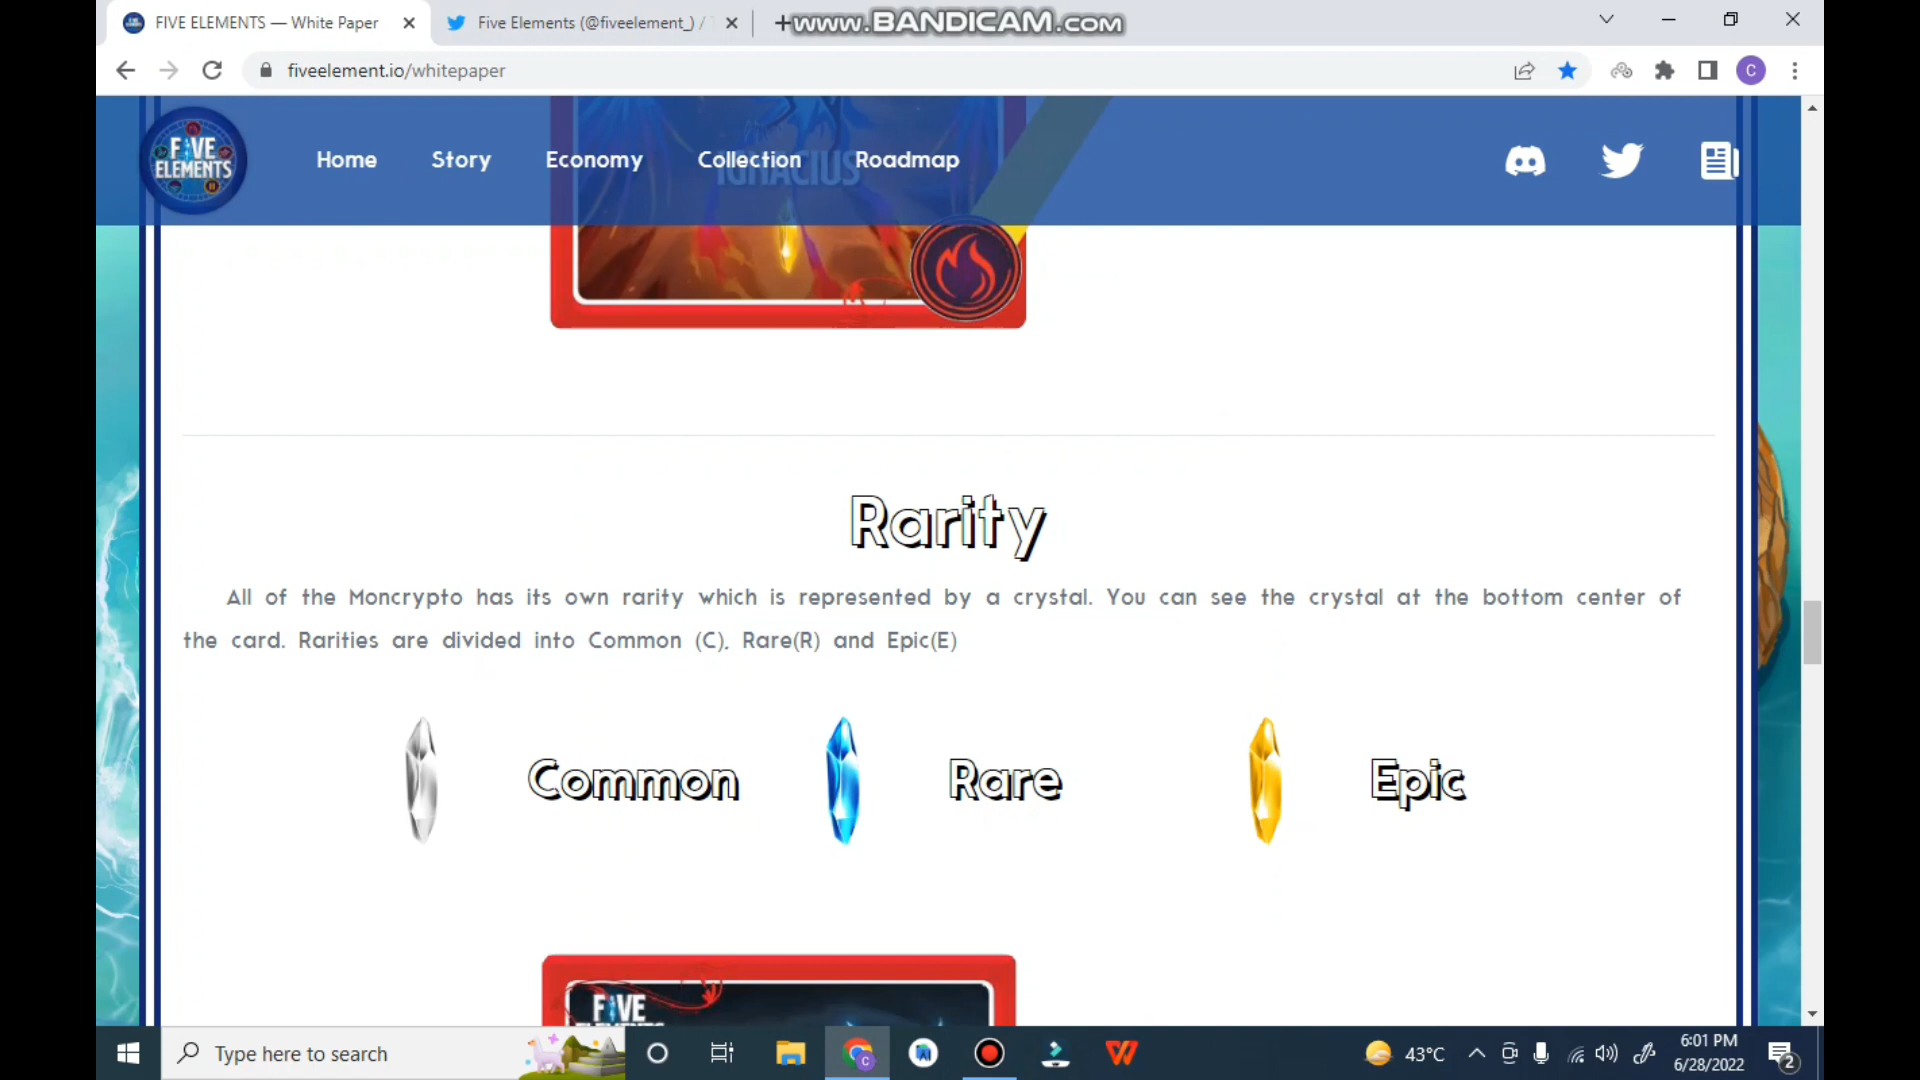 FIVE ELEMENTS — White Paper
Five Elements (@fiveelement_) /
www.BANDICAM.com
fiveelement.io/whitepaper
C
FIVE
ELEMENTS
Home
Story
Economy
Collection
Roadmap
IGNACIUS
Rarity
All of the Moncrypto has its own rarity which is represented by a crystal. You can see the crystal at the bottom center of
the card. Rarities are divided into Common (C), Rare(R) and Epic(E)
Common
Rare
Epic
FIVE
ELEMENTS
Type here to search
C
43°C
6:01 PM
6/28/2022
2